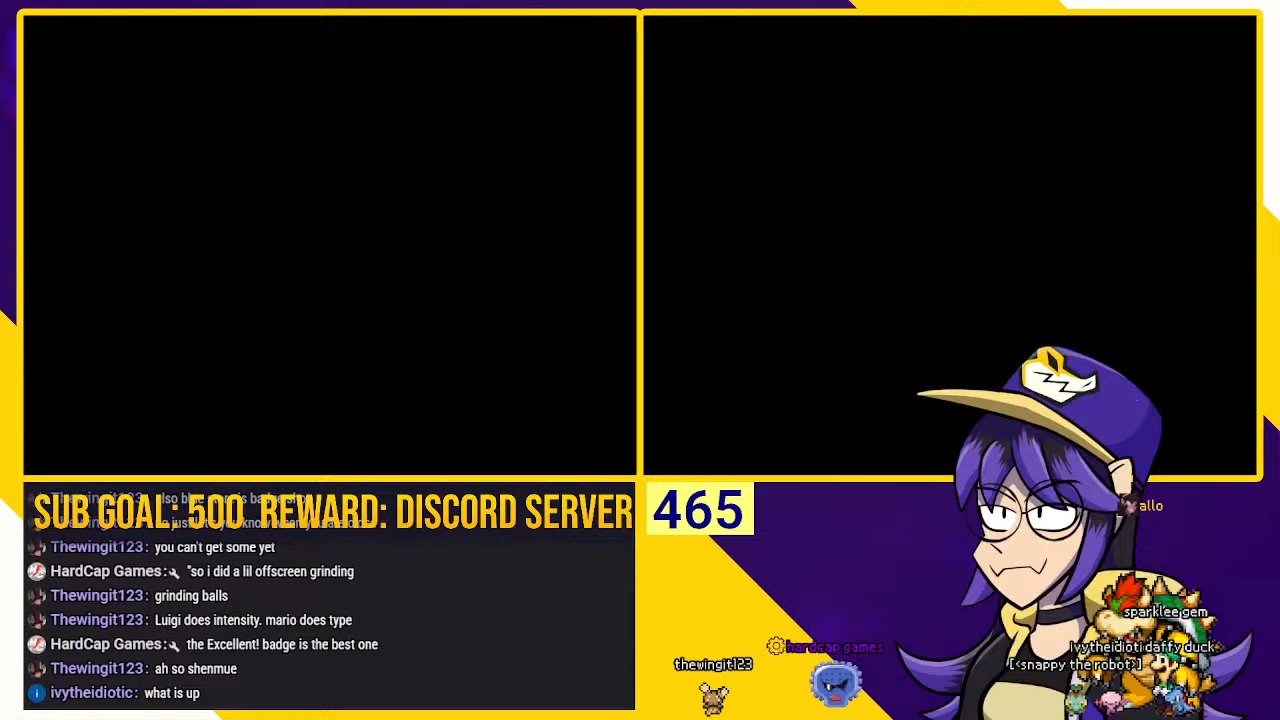 SUB GOAL: 500. REWARD: DISCORD SERVER
465
Thewingit123: you can't get some yet
HardCap Games: "so i did a lil offscreen grinding
Thewingit123: grinding balls
Thewingit123: Luigi does intensity. mario does type
HardCap Games: the Excellent! badge is the best one
Thewingit123: ah so shenmue
ivytheidiotic: what is up
allo
sparklee gem
hardcap games
ivytheidioti daffy duck
thewingit123
[<snappy the robot>]